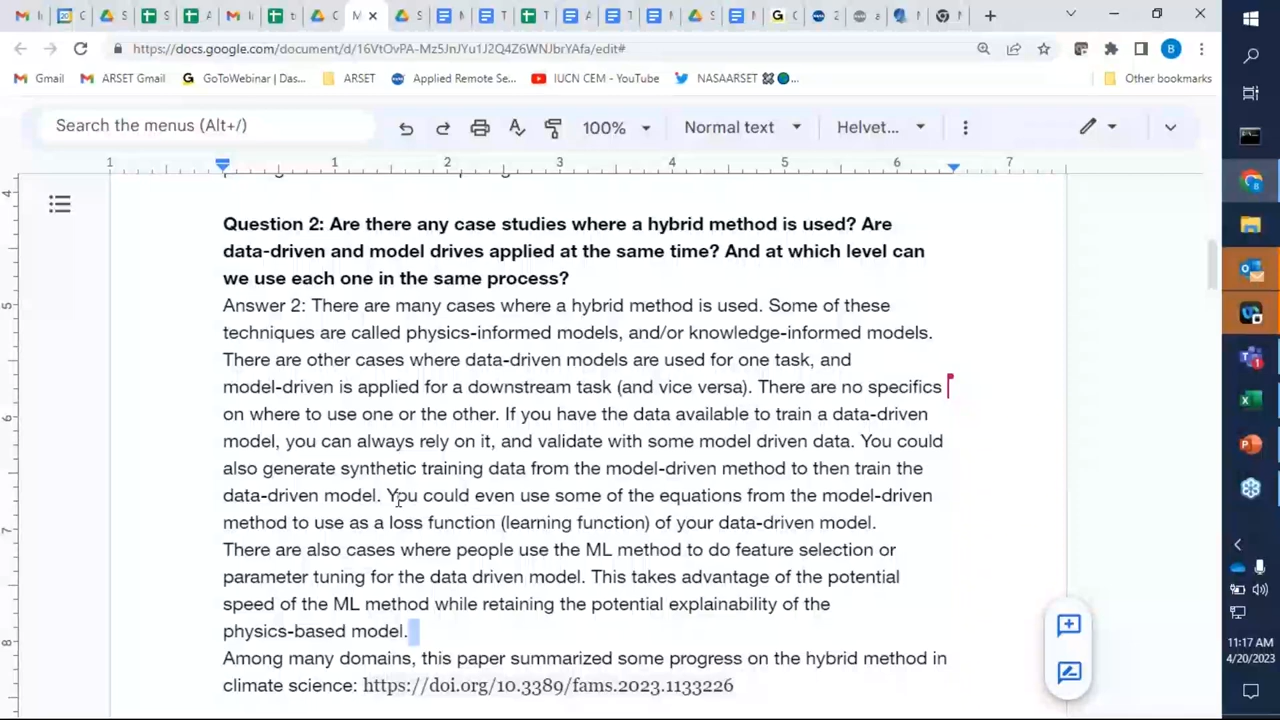 https://docs.google.com/document/d/16VtOvPA-Mz5JnJYu1J2Q4Z6WNJbrYAfa/edit#
Gmail
ARSET Gmail
GoToWebinar | Das...
ARSET
Applied Remote Se...
IUCN CEM - YouTube
NASAARSET
Other bookmarks
Search the menus (Alt+/)
100%
Normal text
Helvet...
1 1 2 3 4 5 6 7
Question 2: Are there any case studies where a hybrid method is used? Are
data-driven and model drives applied at the same time? And at which level can
we use each one in the same process?
Answer 2: There are many cases where a hybrid method is used. Some of these
techniques are called physics-informed models, and/or knowledge-informed models.
There are other cases where data-driven models are used for one task, and
model-driven is applied for a downstream task (and vice versa). There are no specifics
on where to use one or the other. If you have the data available to train a data-driven
model, you can always rely on it, and validate with some model driven data. You could
also generate synthetic training data from the model-driven method to then train the
data-driven model. You could even use some of the equations from the model-driven
method to use as a loss function (learning function) of your data-driven model.
There are also cases where people use the ML method to do feature selection or
parameter tuning for the data driven model. This takes advantage of the potential
speed of the ML method while retaining the potential explainability of the
physics-based model.
Among many domains, this paper summarized some progress on the hybrid method in
climate science: https://doi.org/10.3389/fams.2023.1133226
4
5
6
7
8
B
11:17 AM
4/20/2023